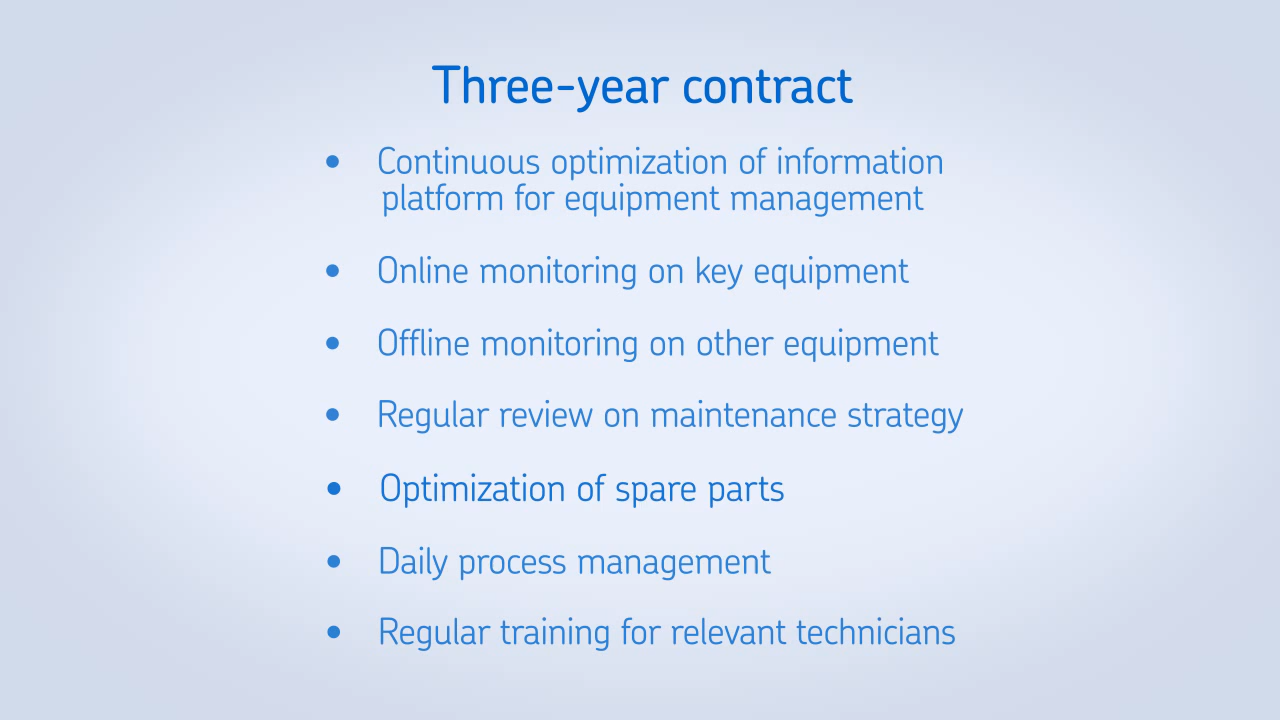 Three-year contract
• Continuous optimization of information
platform for equipment management
• Online monitoring on key equipment
• Offline monitoring on other equipment
• Regular review on maintenance strategy
• Optimization of spare parts
• Daily process management
• Regular training for relevant technicians